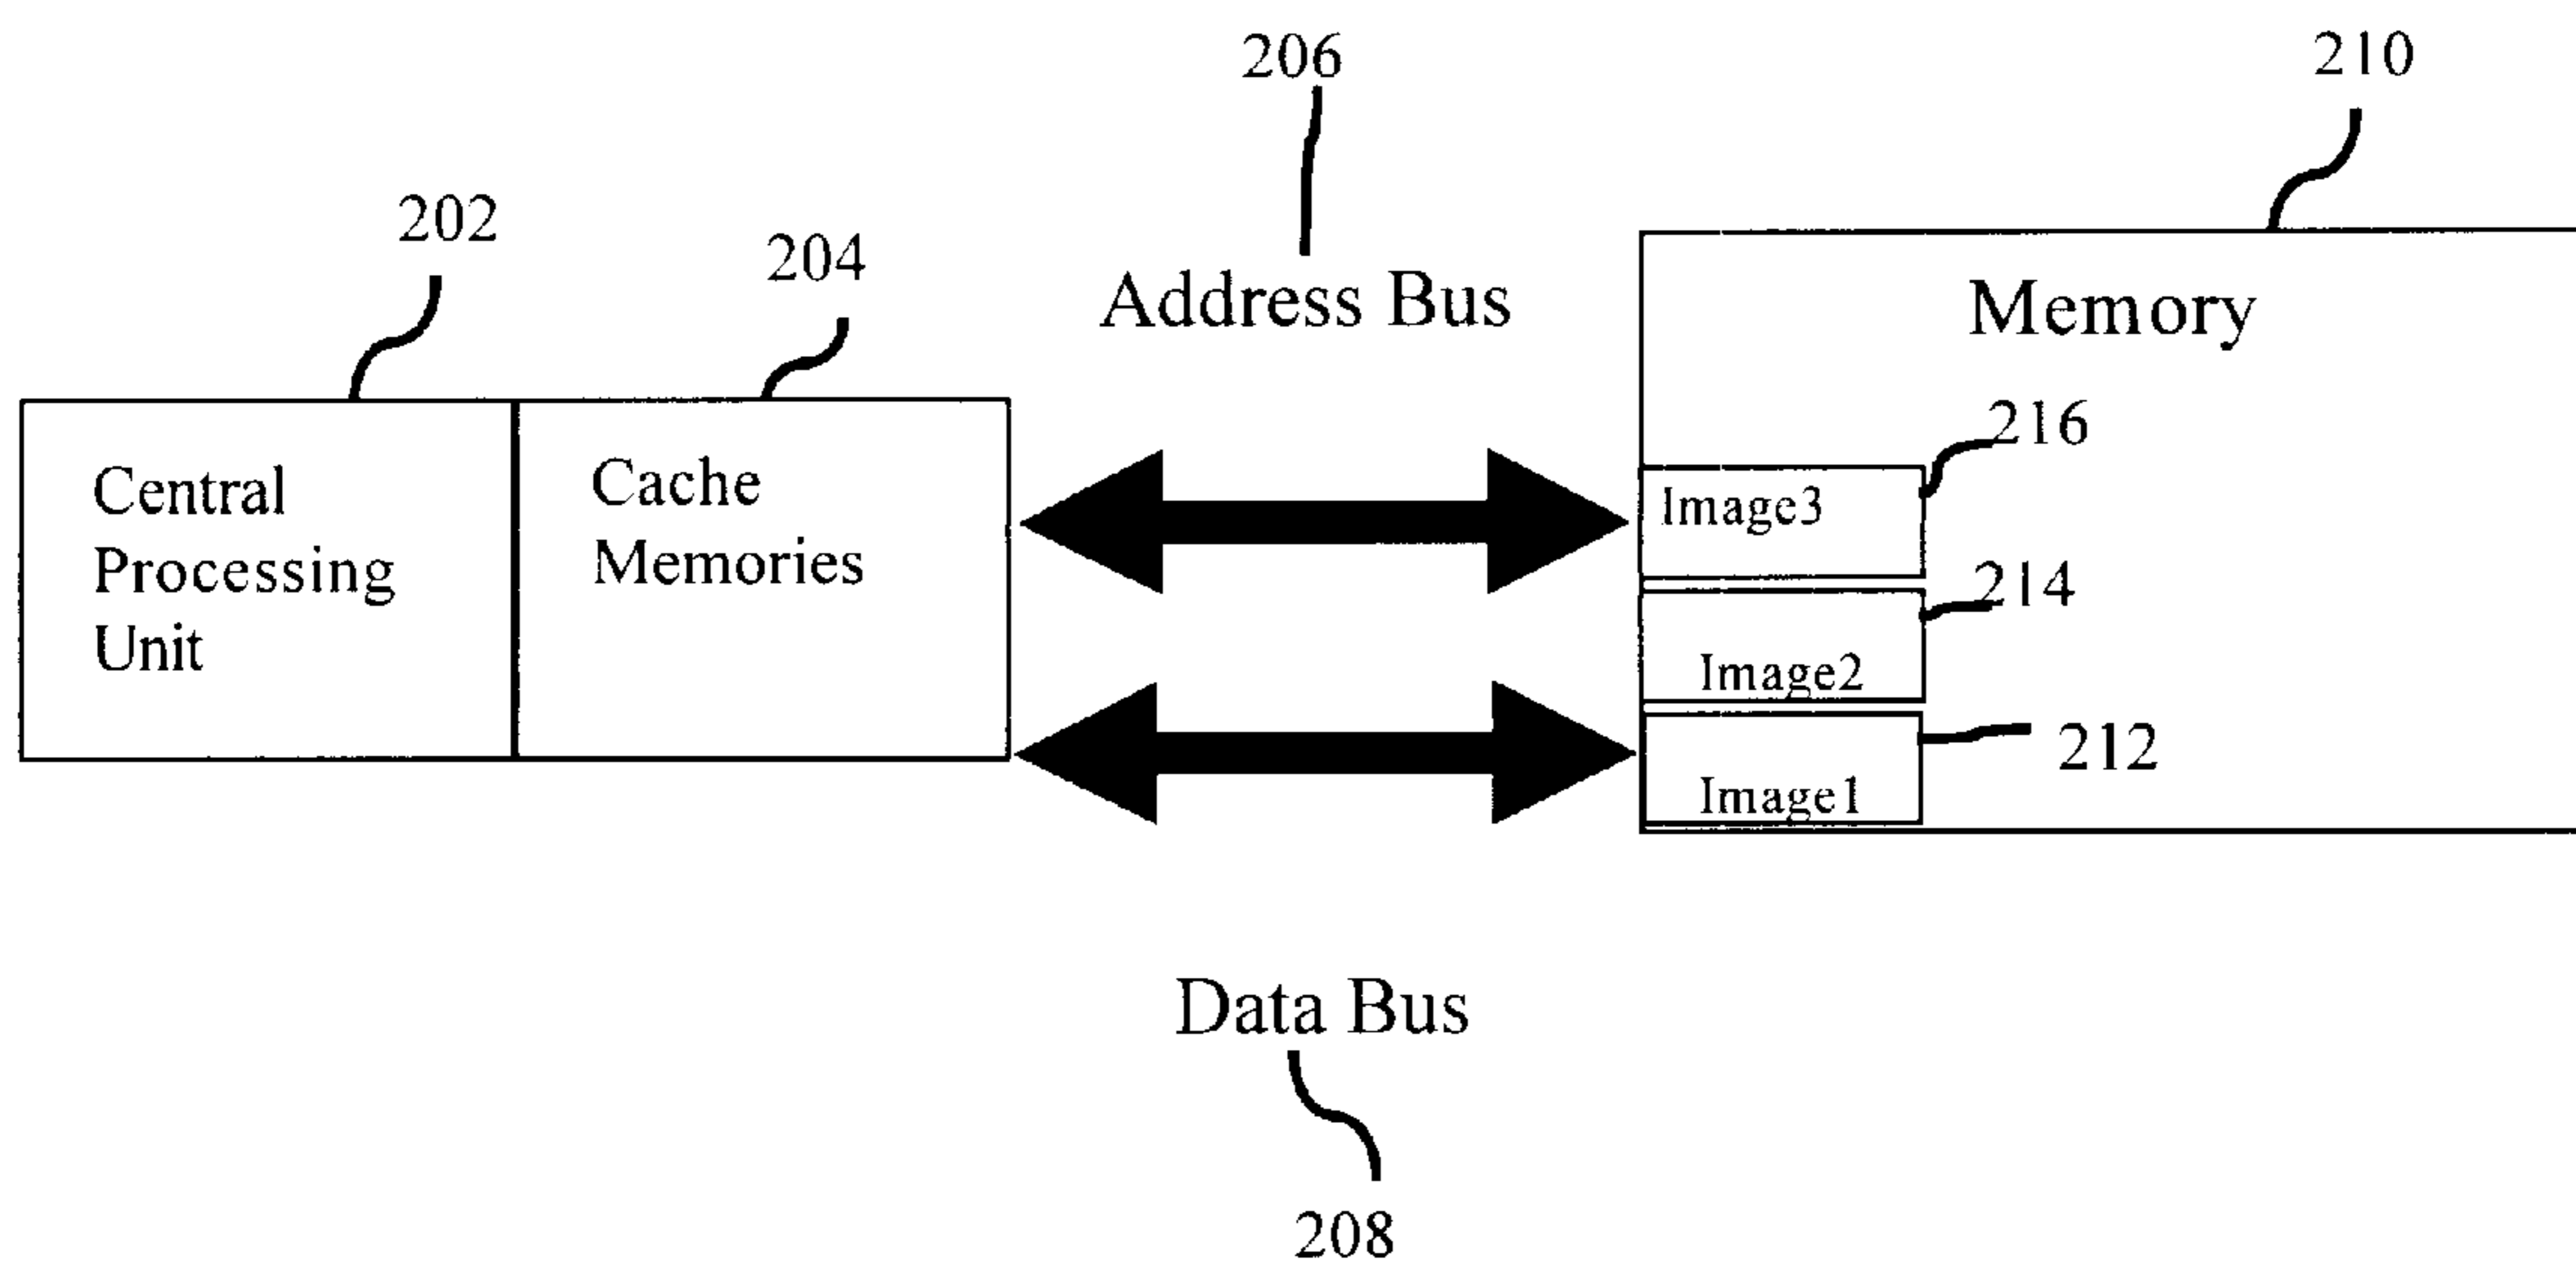 206
210
202
204
Address Bus
Memory
216
Central
Processing
Unit
Cache
Memories
Image3
214
Image2
212
Image1
Data Bus
208